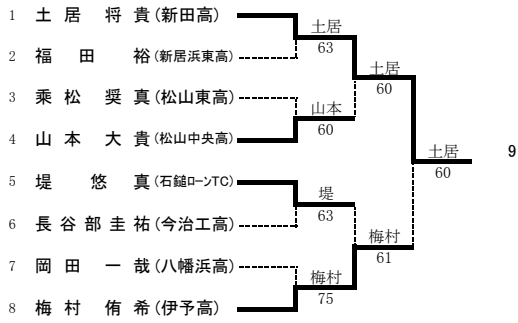 1 土居 将貴 (新田高)
2 福田 裕 (新居浜東高)
3 乗松 奨真 (松山東高)
4 山本 大貴 (松山中央高)
5 堤 悠真 (石鎚ローンTC)
6 長谷部圭祐 (今治工高)
7 岡田 一哉 (八幡浜高)
8 梅村 侑希 (伊予高)
土居
63
山本
60
堤
63
梅村
75
土居
60
梅村
61
土居
60
9